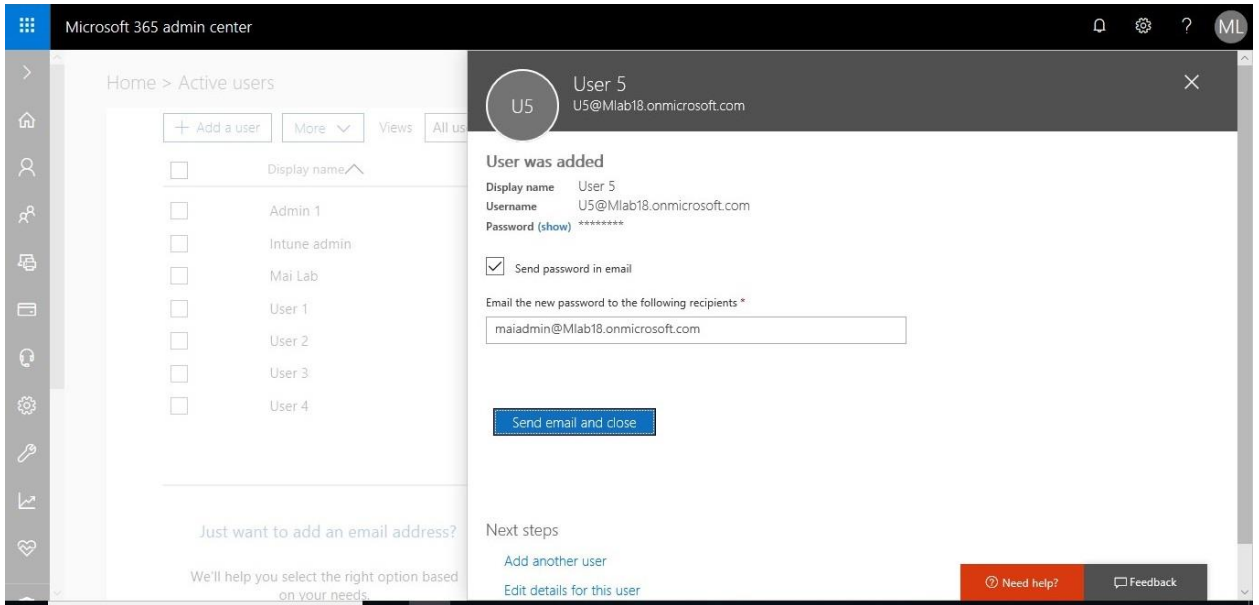 Microsoft 365 admin center
?
ML
Home > Active users
+ Add a user
More
Views
All us
Display name
Admin 1
Intune admin
Mai Lab
User 1
User 2
User 3
User 4
Just want to add an email address?
We'll help you select the right option based
on your needs.
U5
User 5
U5@Mlab18.onmicrosoft.com
User was added
Display name User 5
Username U5@Mlab18.onmicrosoft.com
Password (show) ********
Send password in email
Email the new password to the following recipients *
maiadmin@Mlab18.onmicrosoft.com
Send email and close
Next steps
Add another user
Edit details for this user
Need help?
Feedback